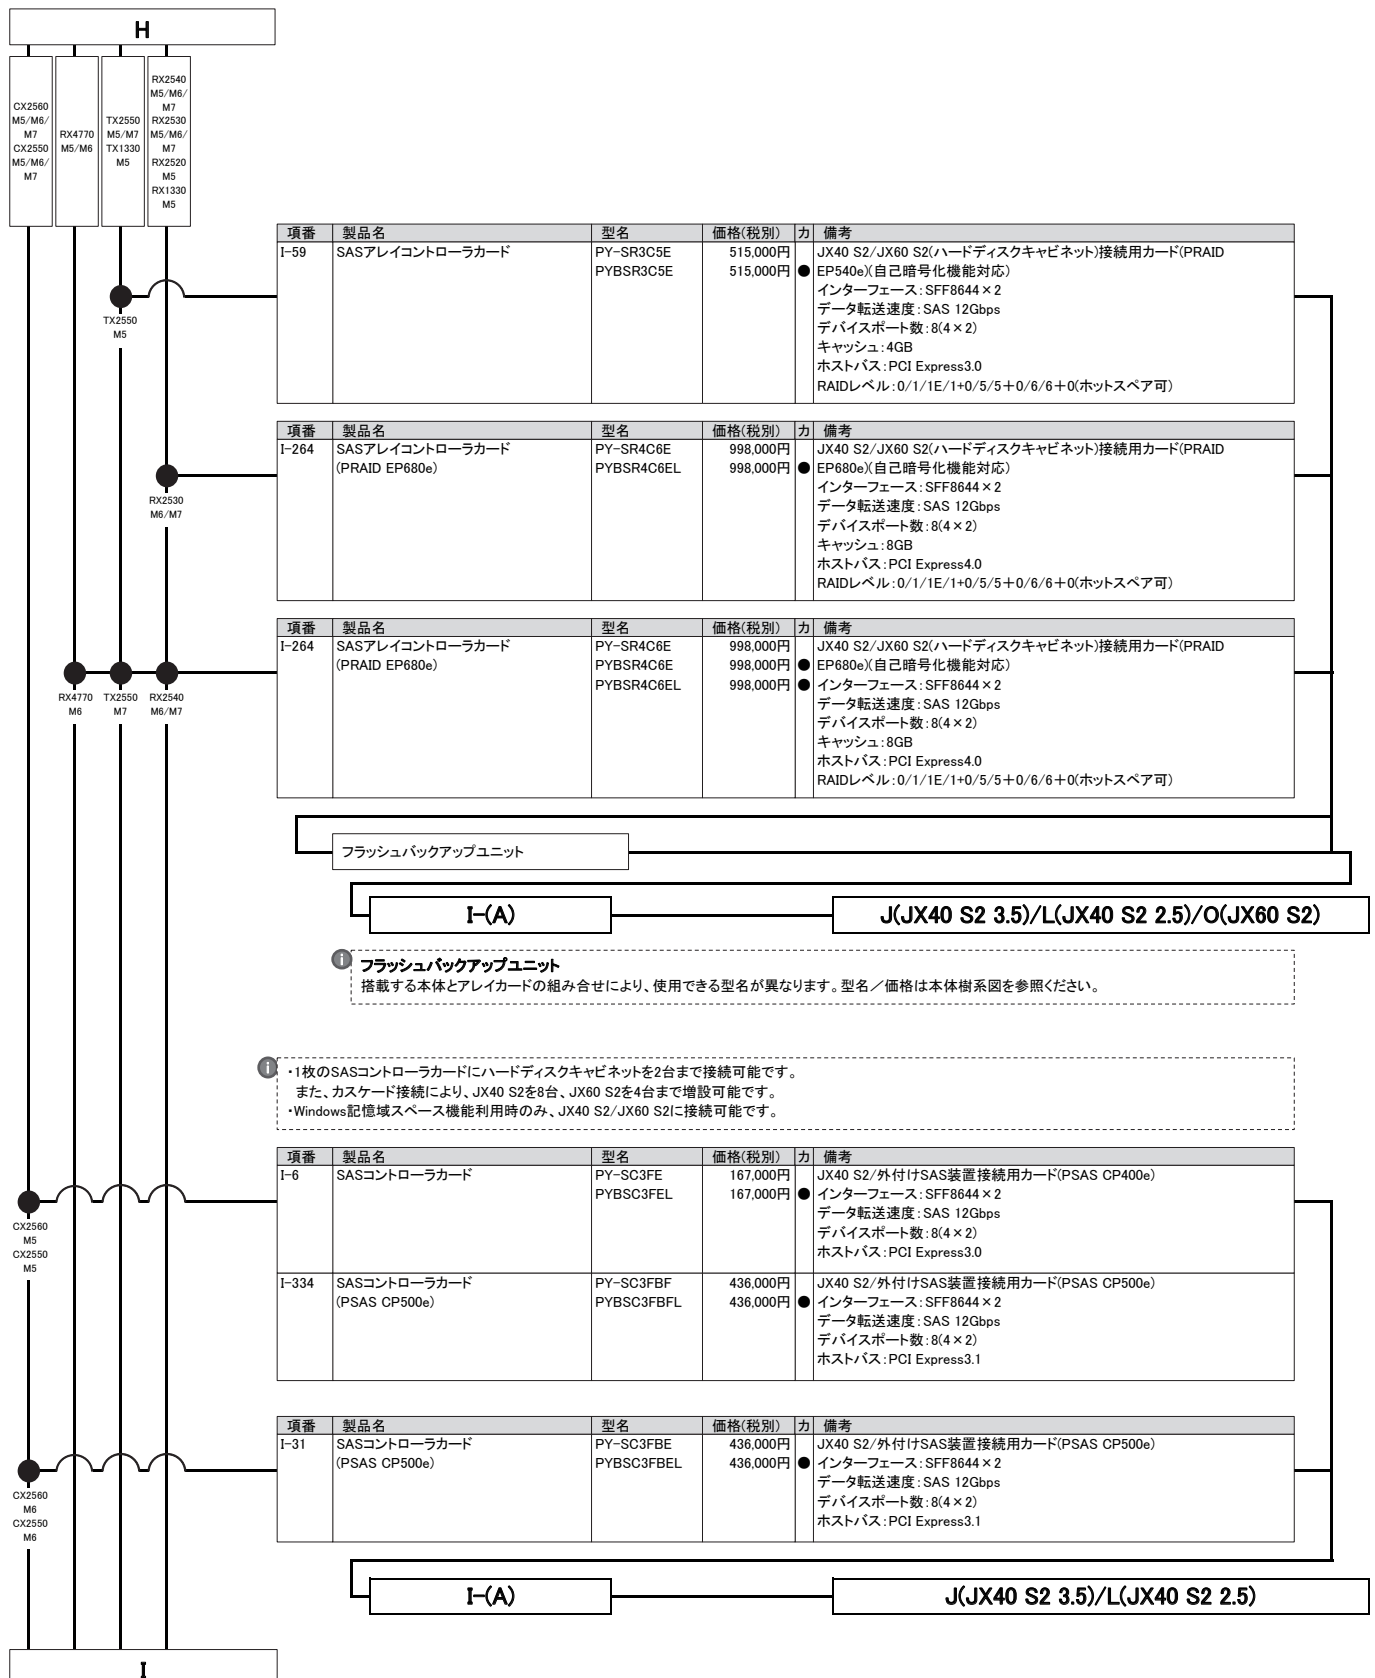 H
CX2560
M5/M6/
M7
CX2550
M5/M6/
M7
RX4770
M5/M6
TX2550
M5/M7
TX1330
M5
RX2540
M5/M6/
M7
RX2530
M5/M6/
M7
RX2520
M5
RX1330
M5
項番 製品名 型名 価格(税別) カ 備考
I-59 SASアレイコントローラカード PY-SR3C5E 515,000円 JX40 S2/JX60 S2(ハードディスクキャビネット)接続用カード(PRAID
PYBSR3C5E 515,000円 ● EP540e)(自己暗号化機能対応)
インターフェース:SFF8644×2
データ転送速度:SAS 12Gbps
デバイスポート数:8(4×2)
キャッシュ:4GB
ホストバス:PCI Express3.0
RAIDレベル:0/1/1E/1+0/5/5+0/6/6+0(ホットスペア可)
TX2550
M5
項番 製品名 型名 価格(税別) カ 備考
I-264 SASアレイコントローラカード PY-SR4C6E 998,000円 JX40 S2/JX60 S2(ハードディスクキャビネット)接続用カード(PRAID
(PRAID EP680e) PYBSR4C6EL 998,000円 ● EP680e)(自己暗号化機能対応)
インターフェース:SFF8644×2
データ転送速度:SAS 12Gbps
デバイスポート数:8(4×2)
キャッシュ:8GB
ホストバス:PCI Express4.0
RAIDレベル:0/1/1E/1+0/5/5+0/6/6+0(ホットスペア可)
RX2530
M6/M7
項番 製品名 型名 価格(税別) カ 備考
I-264 SASアレイコントローラカード PY-SR4C6E 998,000円 JX40 S2/JX60 S2(ハードディスクキャビネット)接続用カード(PRAID
(PRAID EP680e) PYBSR4C6E 998,000円 ● EP680e)(自己暗号化機能対応)
PYBSR4C6EL 998,000円 ● インターフェース:SFF8644×2
データ転送速度:SAS 12Gbps
デバイスポート数:8(4×2)
キャッシュ:8GB
ホストバス:PCI Express4.0
RAIDレベル:0/1/1E/1+0/5/5+0/6/6+0(ホットスペア可)
RX4770
M6
TX2550
M7
RX2540
M6/M7
フラッシュバックアップユニット
I-(A) J(JX40 S2 3.5)/L(JX40 S2 2.5)/O(JX60 S2)
i フラッシュバックアップユニット
搭載する本体とアレイカードの組み合せにより、使用できる型名が異なります。型名/価格は本体樹系図を参照ください。
i ・1枚のSASコントローラカードにハードディスクキャビネットを2台まで接続可能です。
また、カスケード接続により、JX40 S2を8台、JX60 S2を4台まで増設可能です。
・Windows記憶域スペース機能利用時のみ、JX40 S2/JX60 S2に接続可能です。
項番 製品名 型名 価格(税別) カ 備考
I-6 SASコントローラカード PY-SC3FE 167,000円 JX40 S2/外付けSAS装置接続用カード(PSAS CP400e)
PYBSC3FEL 167,000円 ● インターフェース:SFF8644×2
データ転送速度:SAS 12Gbps
デバイスポート数:8(4×2)
ホストバス:PCI Express3.0
CX2560
M5
CX2550
M5
I-334 SASコントローラカード PY-SC3FBF 436,000円 JX40 S2/外付けSAS装置接続用カード(PSAS CP500e)
(PSAS CP500e) PYBSC3FBFL 436,000円 ● インターフェース:SFF8644×2
データ転送速度:SAS 12Gbps
デバイスポート数:8(4×2)
ホストバス:PCI Express3.1
項番 製品名 型名 価格(税別) カ 備考
I-31 SASコントローラカード PY-SC3FBE 436,000円 JX40 S2/外付けSAS装置接続用カード(PSAS CP500e)
(PSAS CP500e) PYBSC3FBEL 436,000円 ● インターフェース:SFF8644×2
データ転送速度:SAS 12Gbps
デバイスポート数:8(4×2)
ホストバス:PCI Express3.1
CX2560
M6
CX2550
M6
I-(A) J(JX40 S2 3.5)/L(JX40 S2 2.5)
I